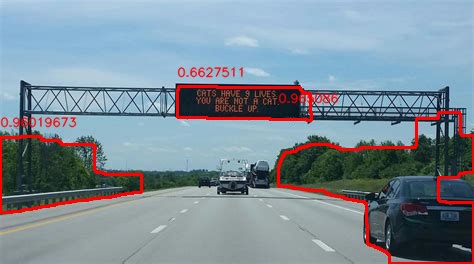 0.6627511
CATS HAVE 9 LIVES
YOU ARE NOT A CAT
BUCKLE UP
0.96019673